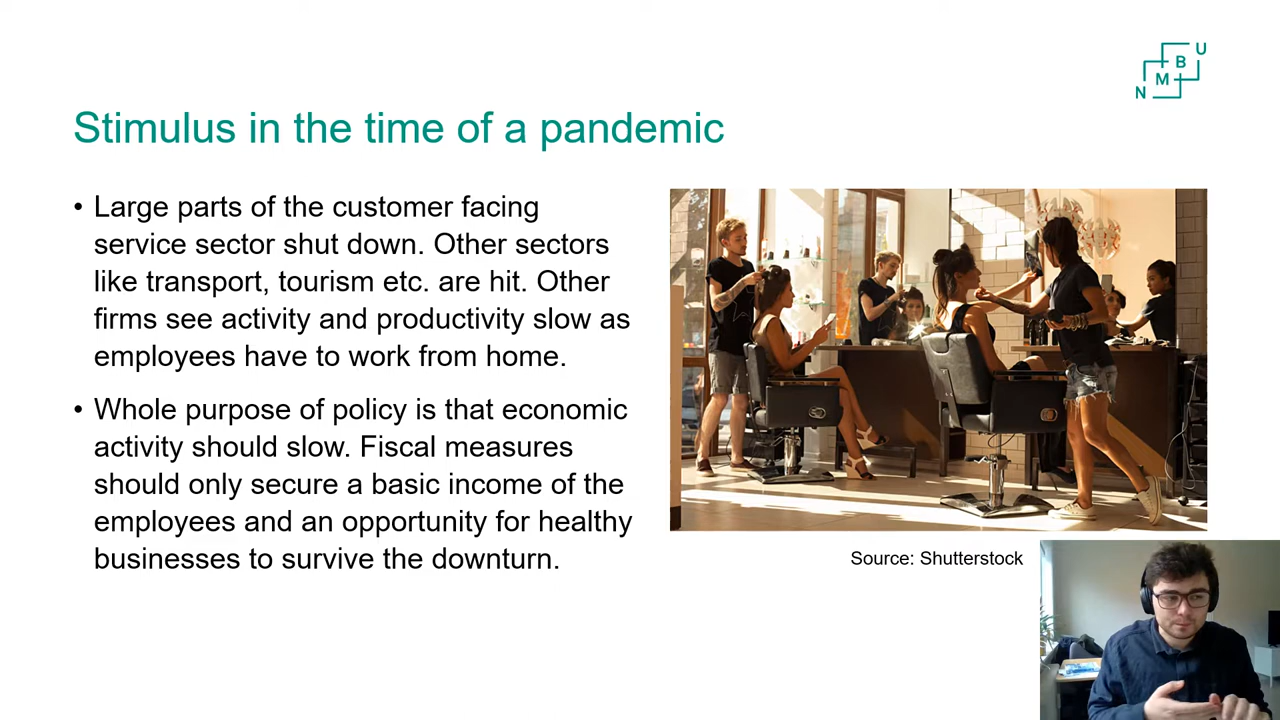 U
B
M
N
Stimulus in the time of a pandemic
• Large parts of the customer facing
service sector shut down. Other sectors
like transport, tourism etc. are hit. Other
firms see activity and productivity slow as
employees have to work from home.
• Whole purpose of policy is that economic
activity should slow. Fiscal measures
should only secure a basic income of the
employees and an opportunity for healthy
businesses to survive the downturn.
Source: Shutterstock